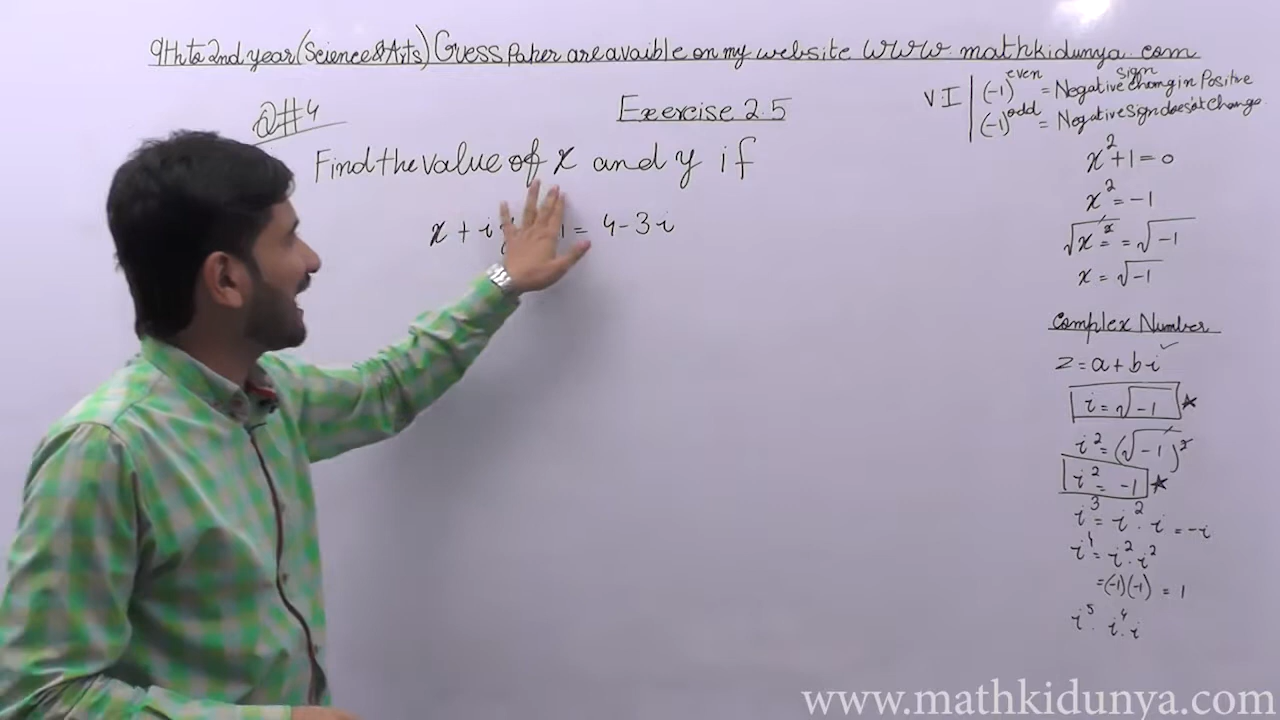 9th to 2nd year (Science & Arts) Guess Paper are avaible on my website www mathkidunya.com
Q#4
Exercise 2.5
Find the value of x and y if
x + i = 4 - 3i
VI
(-1)^even = Negative sign chang in Positive
(-1)^odd = Negative Sign does'nt Change
x² + 1 = 0
x² = -1
√x² = √-1
x = √-1
Complex Number
z = a + bi
i = √-1
i² = (√-1)²
i² = -1
i³ = i² . i = -i
i⁴ = i² . i²
= (-1)(-1) = 1
i⁵ . i⁴ . i
www.mathkidunya.com